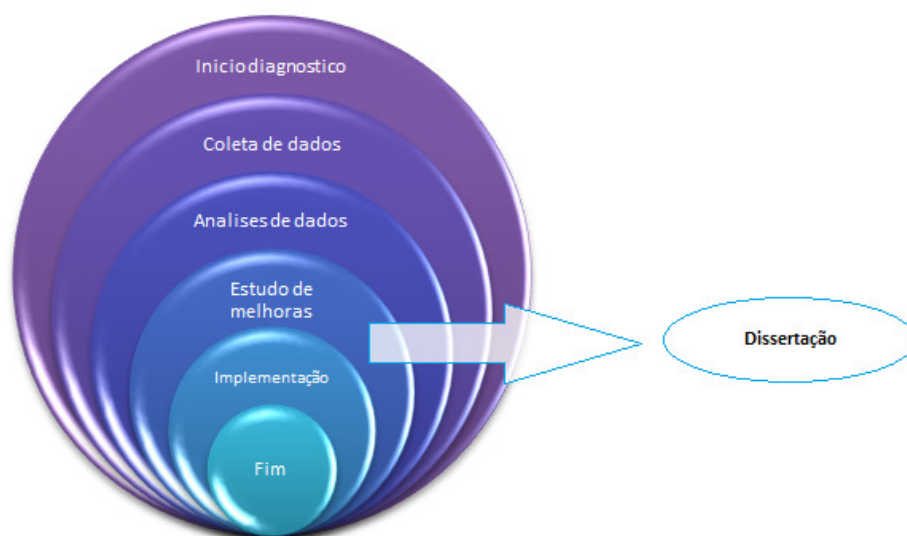 Inicio diagnostico
Coleta de dados
Analises de dados
Estudo de
melhoras
Implementação
Fim
Dissertação